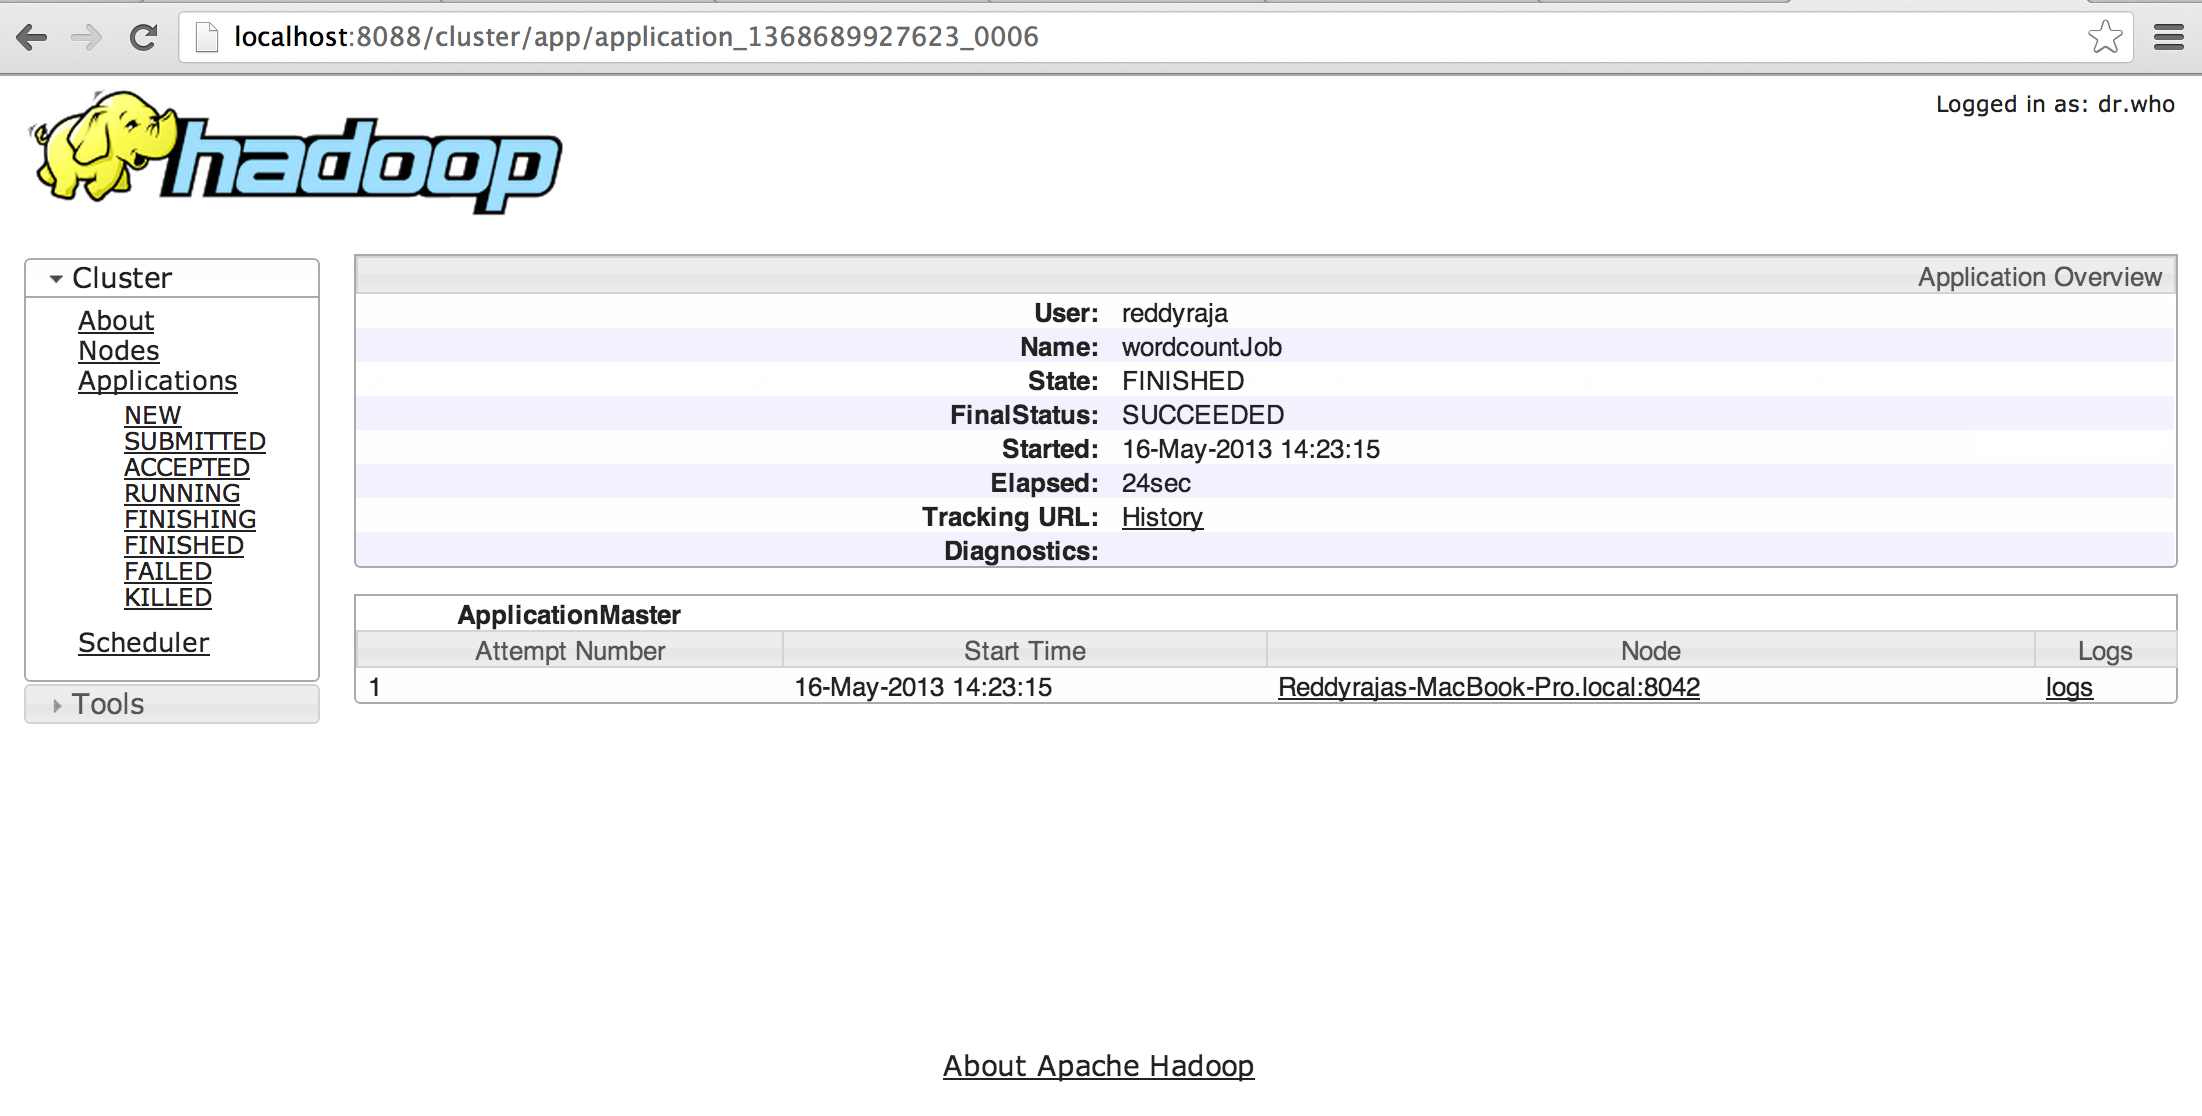 localhost:8088/cluster/app/application_1368689927623_0006
Logged in as: dr.who
hadoop
Cluster
About
Nodes
Applications
NEW
SUBMITTED
ACCEPTED
RUNNING
FINISHING
FINISHED
FAILED
KILLED
Scheduler
Tools
Application Overview
User: reddyraja
Name: wordcountJob
State: FINISHED
FinalStatus: SUCCEEDED
Started: 16-May-2013 14:23:15
Elapsed: 24sec
Tracking URL: History
Diagnostics:
ApplicationMaster
Attempt Number Start Time Node Logs
1 16-May-2013 14:23:15 Reddyrajas-MacBook-Pro.local:8042 logs
About Apache Hadoop